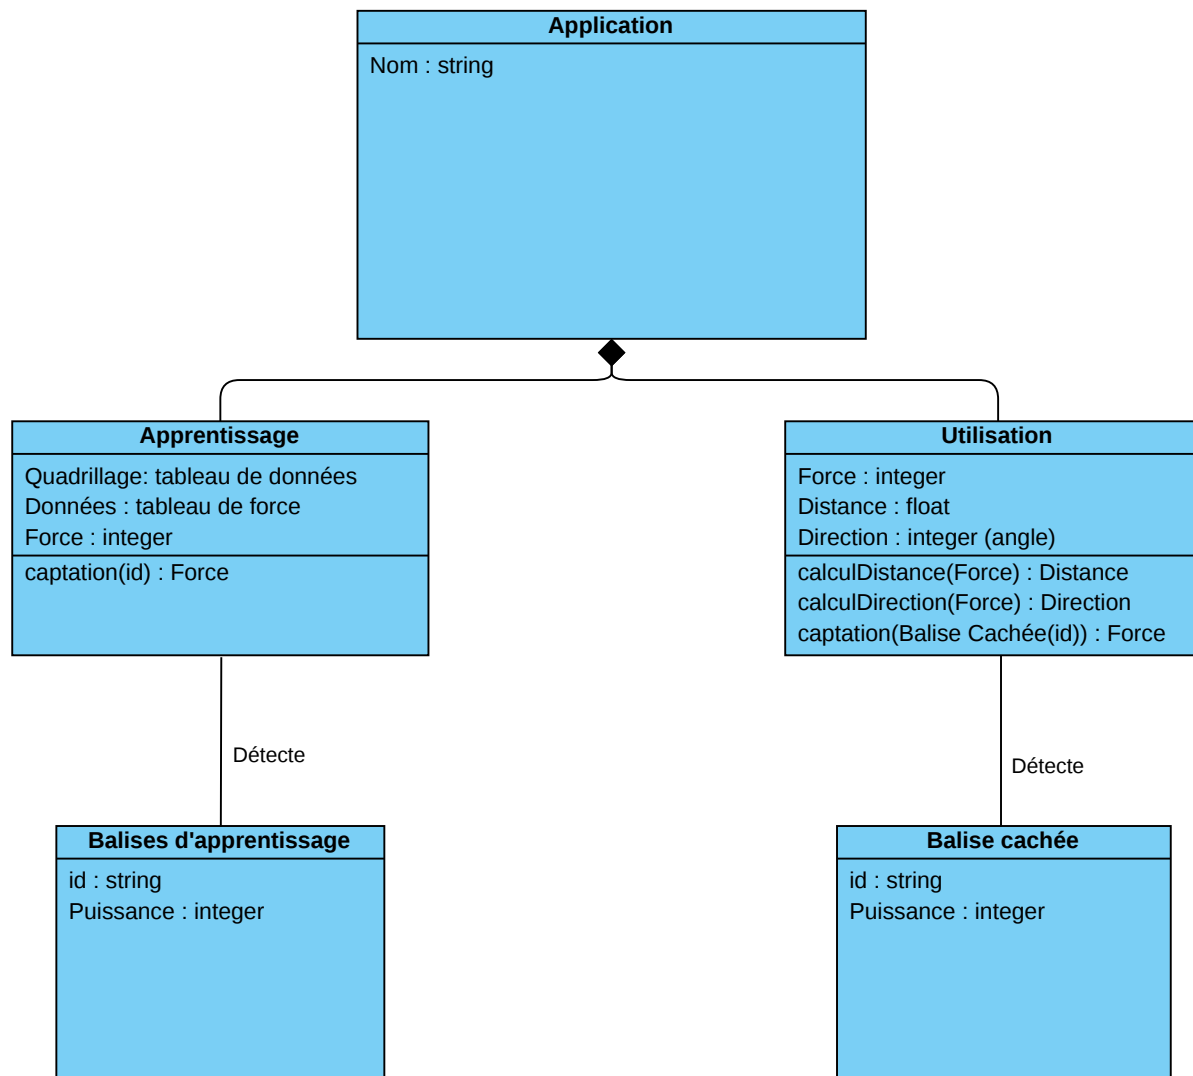 Application
Nom : string
Apprentissage
Quadrillage: tableau de données
Données : tableau de force
Force : integer
captation(id) : Force
Utilisation
Force : integer
Distance : float
Direction : integer (angle)
calculDistance(Force) : Distance
calculDirection(Force) : Direction
captation(Balise Cachée(id)) : Force
Détecte
Détecte
Balises d'apprentissage
id : string
Puissance : integer
Balise cachée
id : string
Puissance : integer